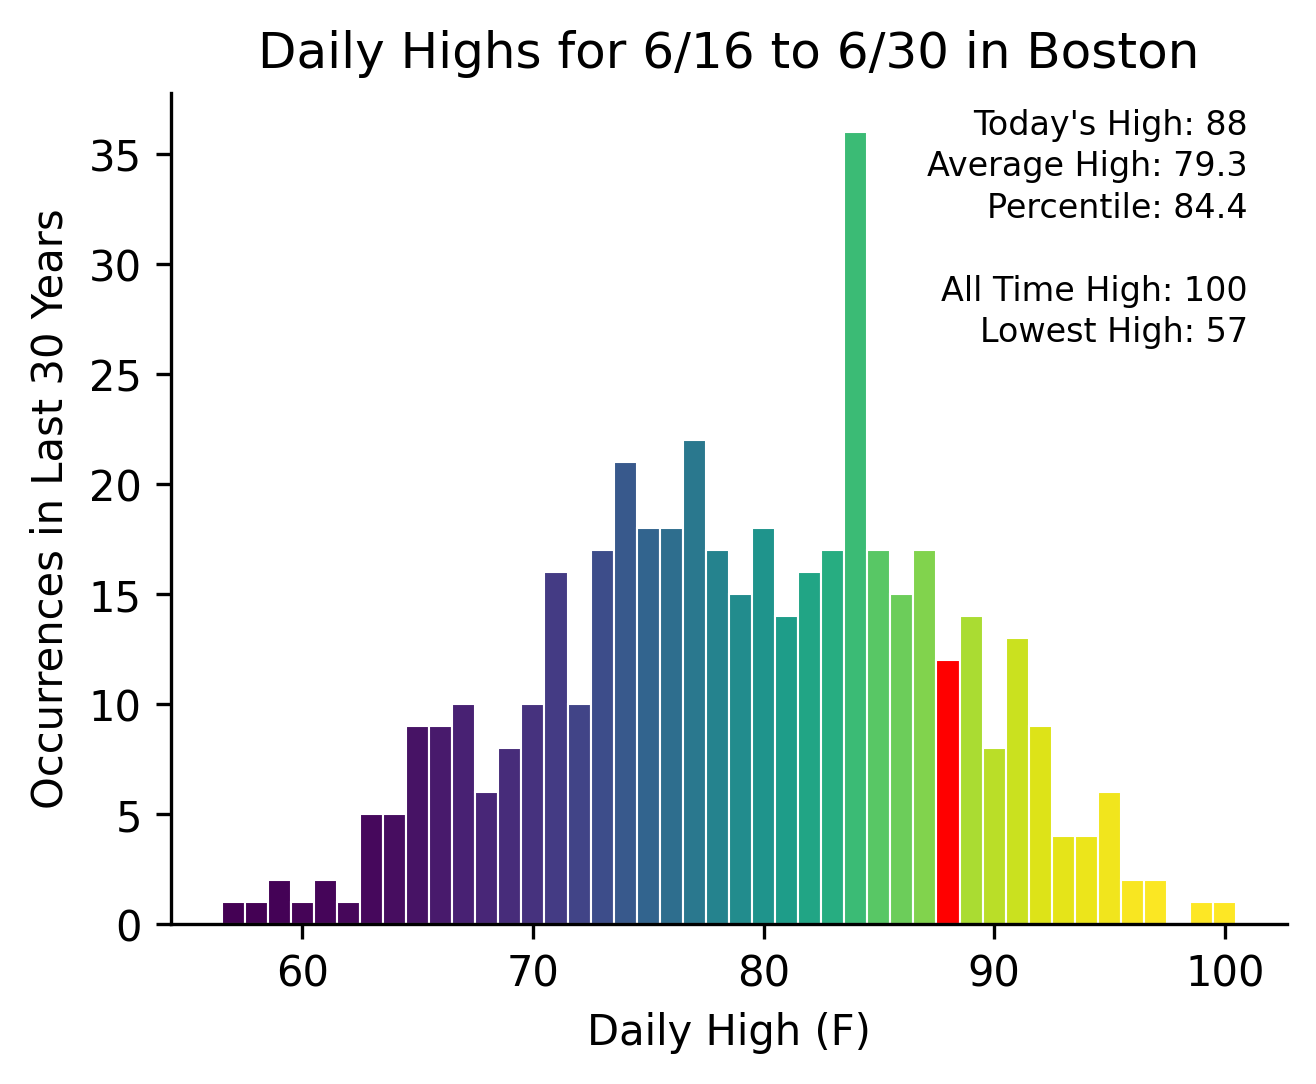 Daily Highs for 6/16 to 6/30 in Boston
Today's High: 88
Average High: 79.3
Percentile: 84.4
All Time High: 100
Lowest High: 57
Occurrences in Last 30 Years
35
30
25
20
15
10
5
0
60 70 80 90 100
Daily High (F)